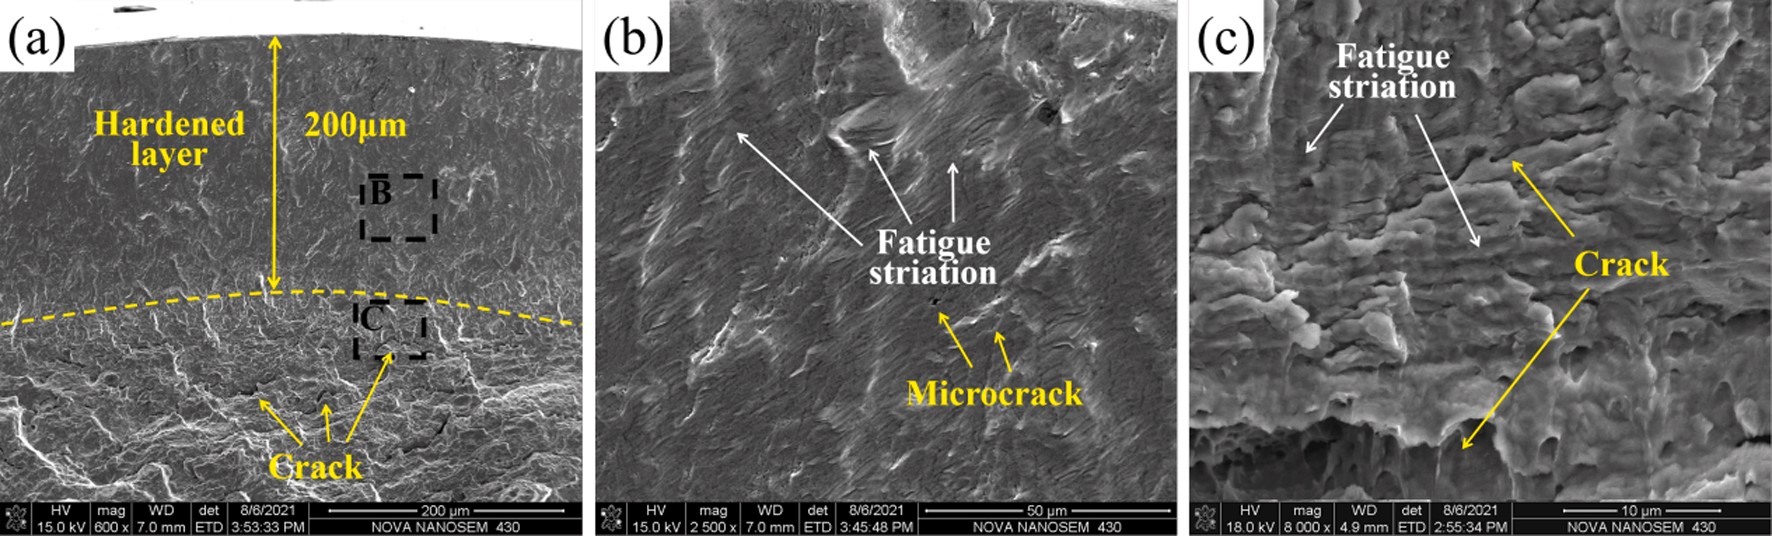 (a)
Hardened
layer
200μm
B
C
Crack
HV mag WD det 8/6/2021
15.0 kV 600 x 7.0 mm ETD 3:53:33 PM
200 μm
NOVA NANOSEM 430
(b)
Fatigue
striation
Microcrack
HV mag WD det 8/6/2021
15.0 kV 2 500 x 7.0 mm ETD 3:45:48 PM
50 μm
NOVA NANOSEM 430
(c)
Fatigue
striation
Crack
HV mag WD det 8/6/2021
18.0 kV 8 000 x 4.9 mm ETD 2:55:34 PM
10 μm
NOVA NANOSEM 430